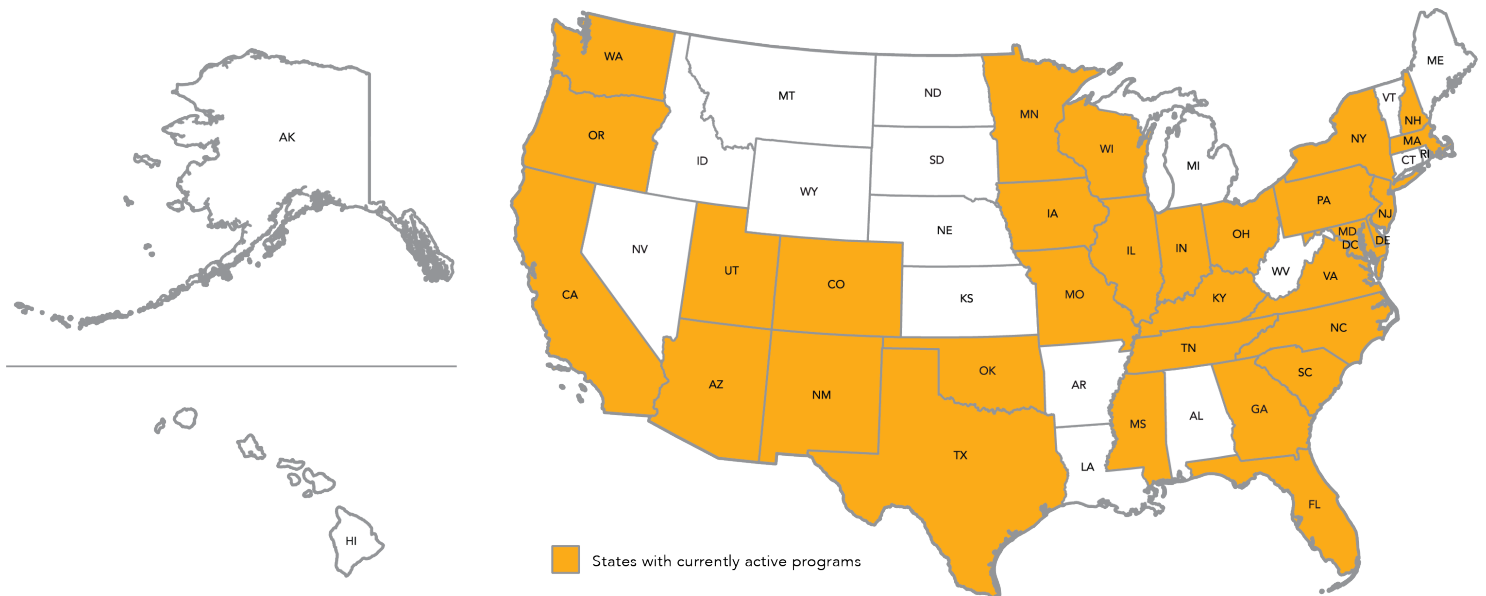 WA
MT
ND
MN
ME
VT
NH
AK
OR
ID
SD
WI
MI
NY
MA
CT
RI
WY
IA
PA
NJ
NE
IL
IN
OH
MD
DC
DE
NV
UT
CO
WV
VA
CA
KS
MO
KY
NC
TN
OK
SC
AZ
NM
AR
MS
AL
GA
TX
LA
FL
HI
States with currently active programs